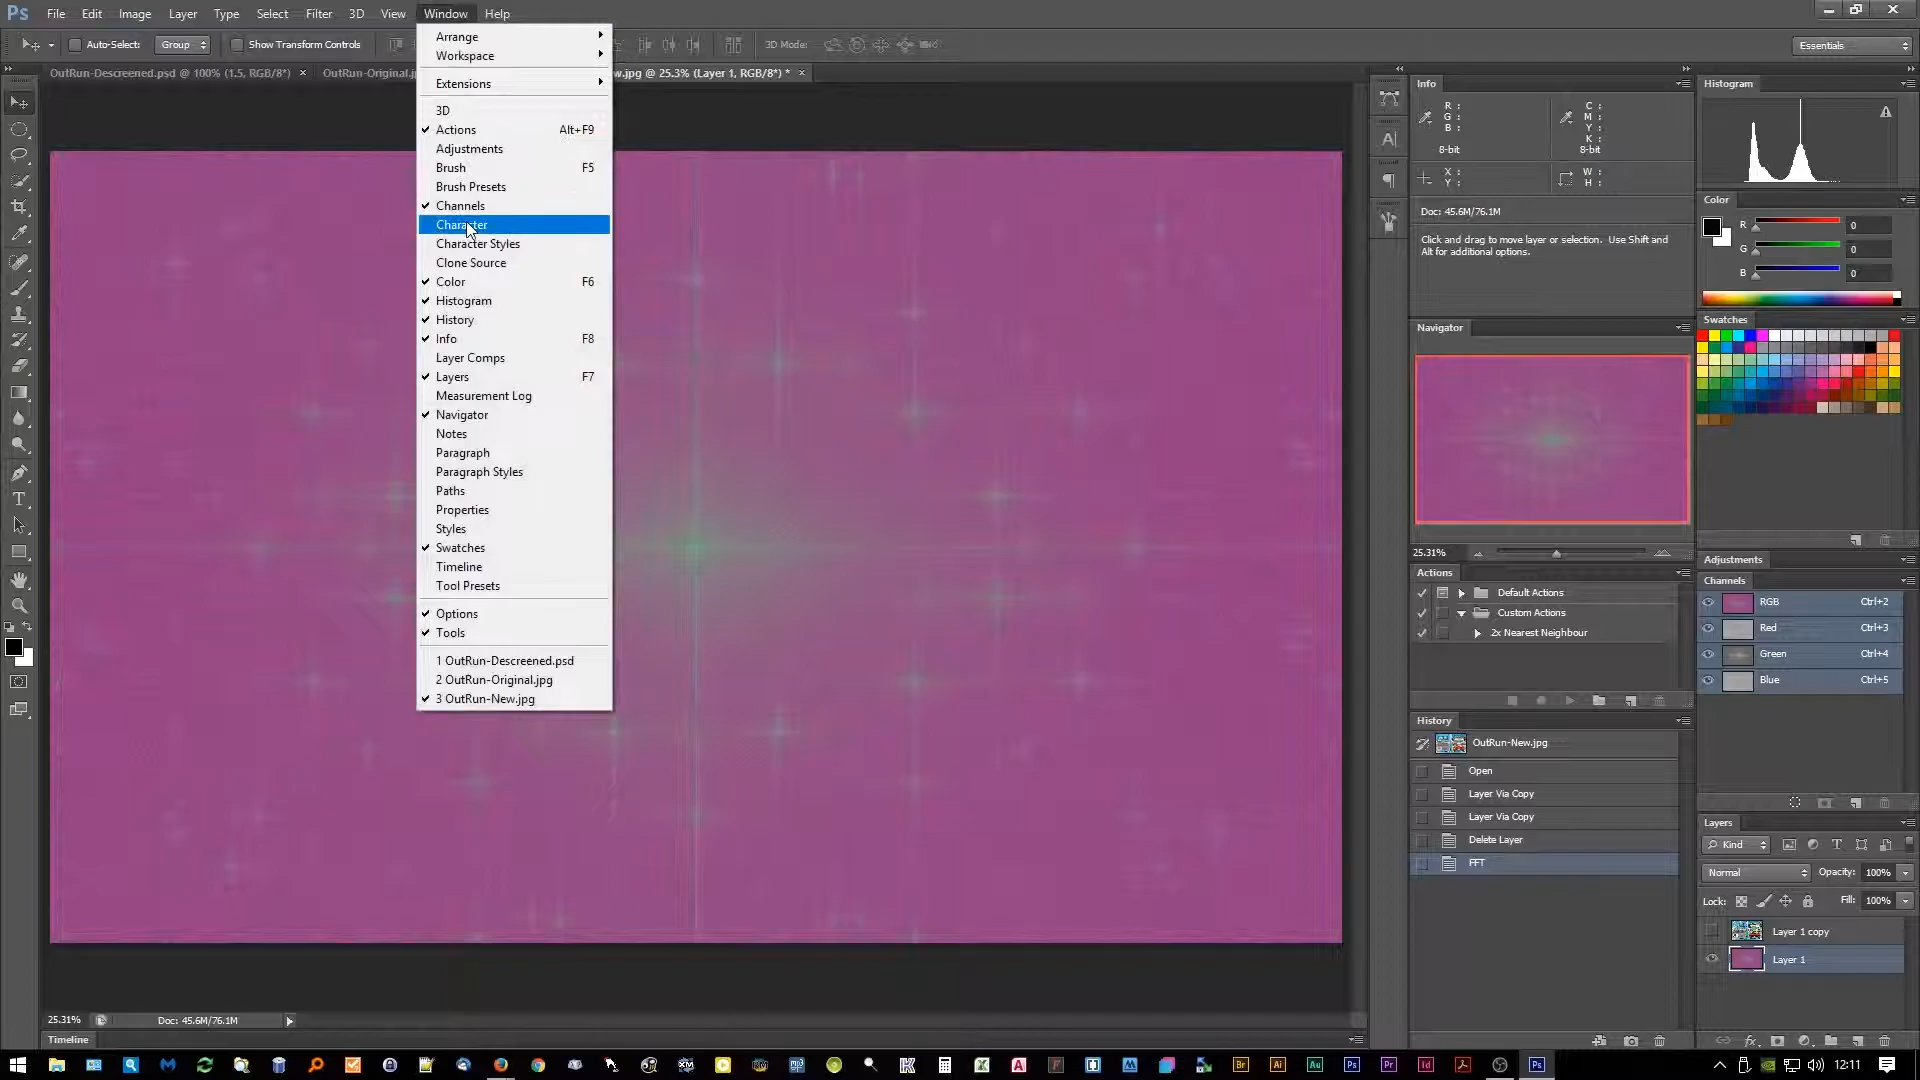 Ps File Edit Image Layer Type Select Filter 3D View Window Help
Auto-Select: Group Show Transform Controls 3D Mode: Essentials
OutRun-Descreened.psd @ 100% (1.5, RGB/8*) × OutRun-Original.j w.jpg @ 25.3% (Layer 1, RGB/8*) * ×
Arrange
Workspace
Extensions
3D
Actions Alt+F9
Adjustments
Brush F5
Brush Presets
Channels
Character
Character Styles
Clone Source
Color F6
Histogram
History
Info F8
Layer Comps
Layers F7
Measurement Log
Navigator
Notes
Paragraph
Paragraph Styles
Paths
Properties
Styles
Swatches
Timeline
Tool Presets
Options
Tools
1 OutRun-Descreened.psd
2 OutRun-Original.jpg
3 OutRun-New.jpg
Info
R : C :
G : M :
B : Y :
K :
8-bit 8-bit
X : W :
Y : H :
Doc: 45.6M/76.1M
Click and drag to move layer or selection. Use Shift and
Alt for additional options.
Navigator
25.31%
Actions
Default Actions
Custom Actions
2x Nearest Neighbour
History
OutRun-New.jpg
Open
Layer Via Copy
Layer Via Copy
Delete Layer
FFT
Histogram
Color
R 0
G 0
B 0
Swatches
Adjustments
Channels
RGB Ctrl+2
Red Ctrl+3
Green Ctrl+4
Blue Ctrl+5
Layers
Kind
Normal Opacity: 100%
Lock: Fill: 100%
Layer 1 copy
Layer 1
25.31% Doc: 45.6M/76.1M
Timeline
Br Ai Au Ps Pr Id Ps 12:11